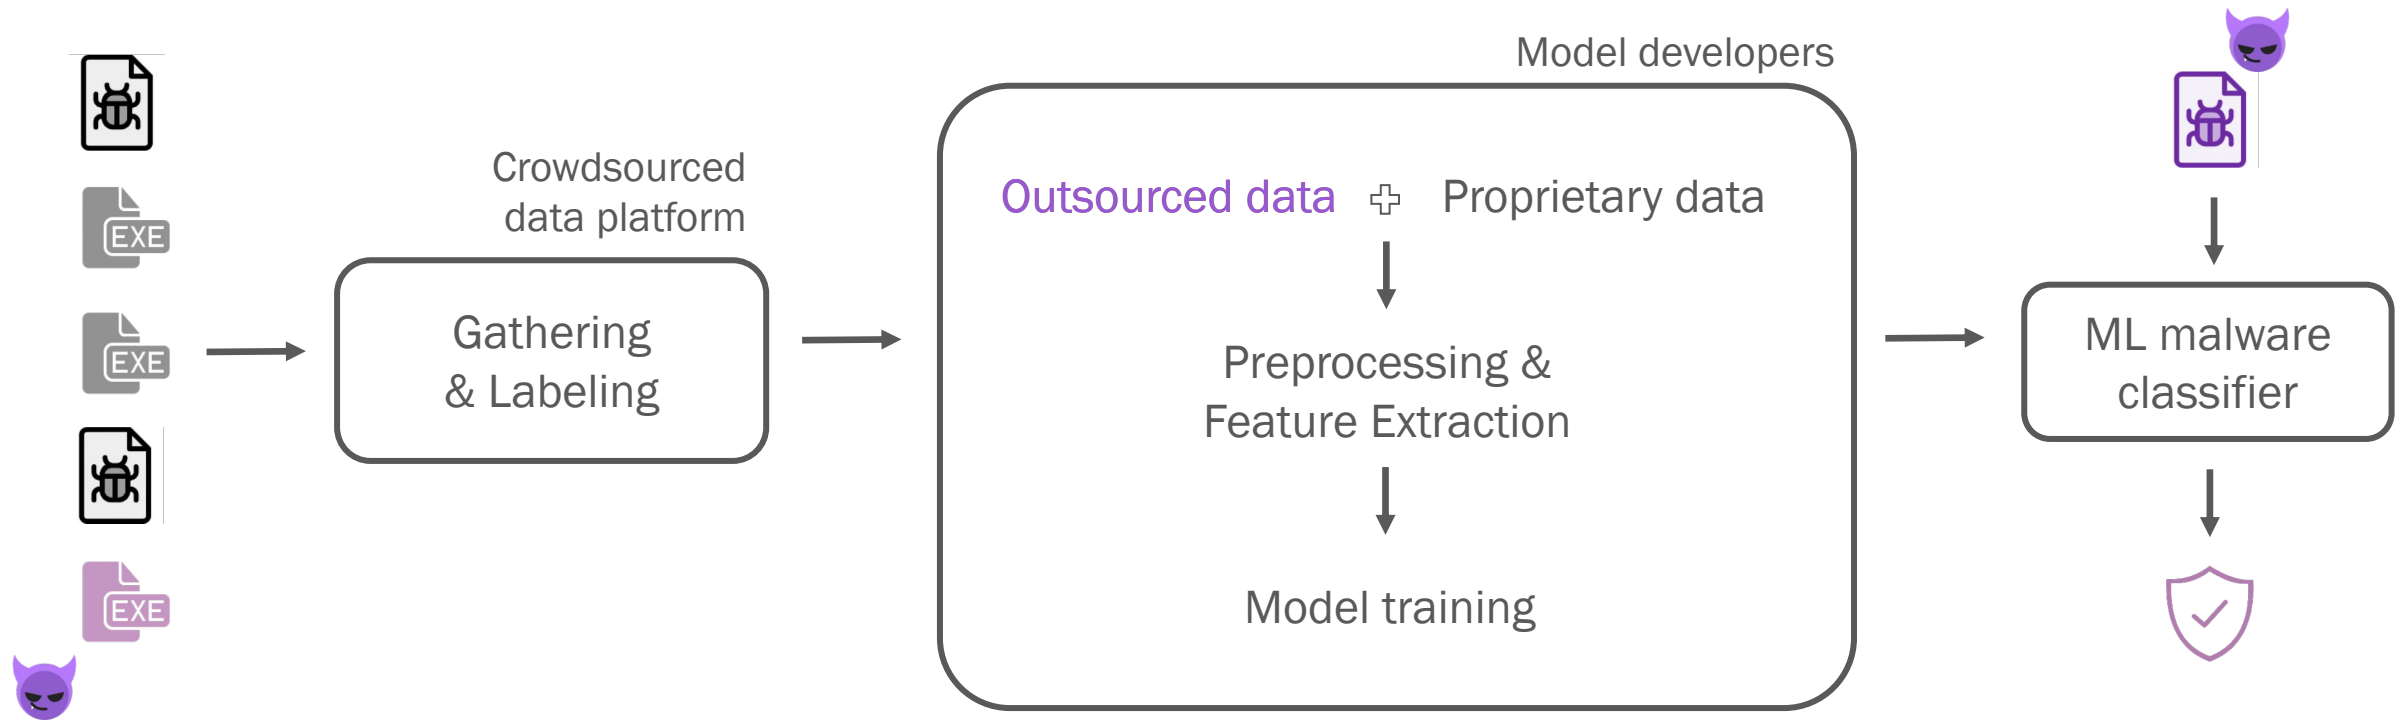 EXE
EXE
EXE
Crowdsourced
data platform
Gathering
& Labeling
Model developers
Outsourced data
Proprietary data
Preprocessing &
Feature Extraction
Model training
ML malware
classifier